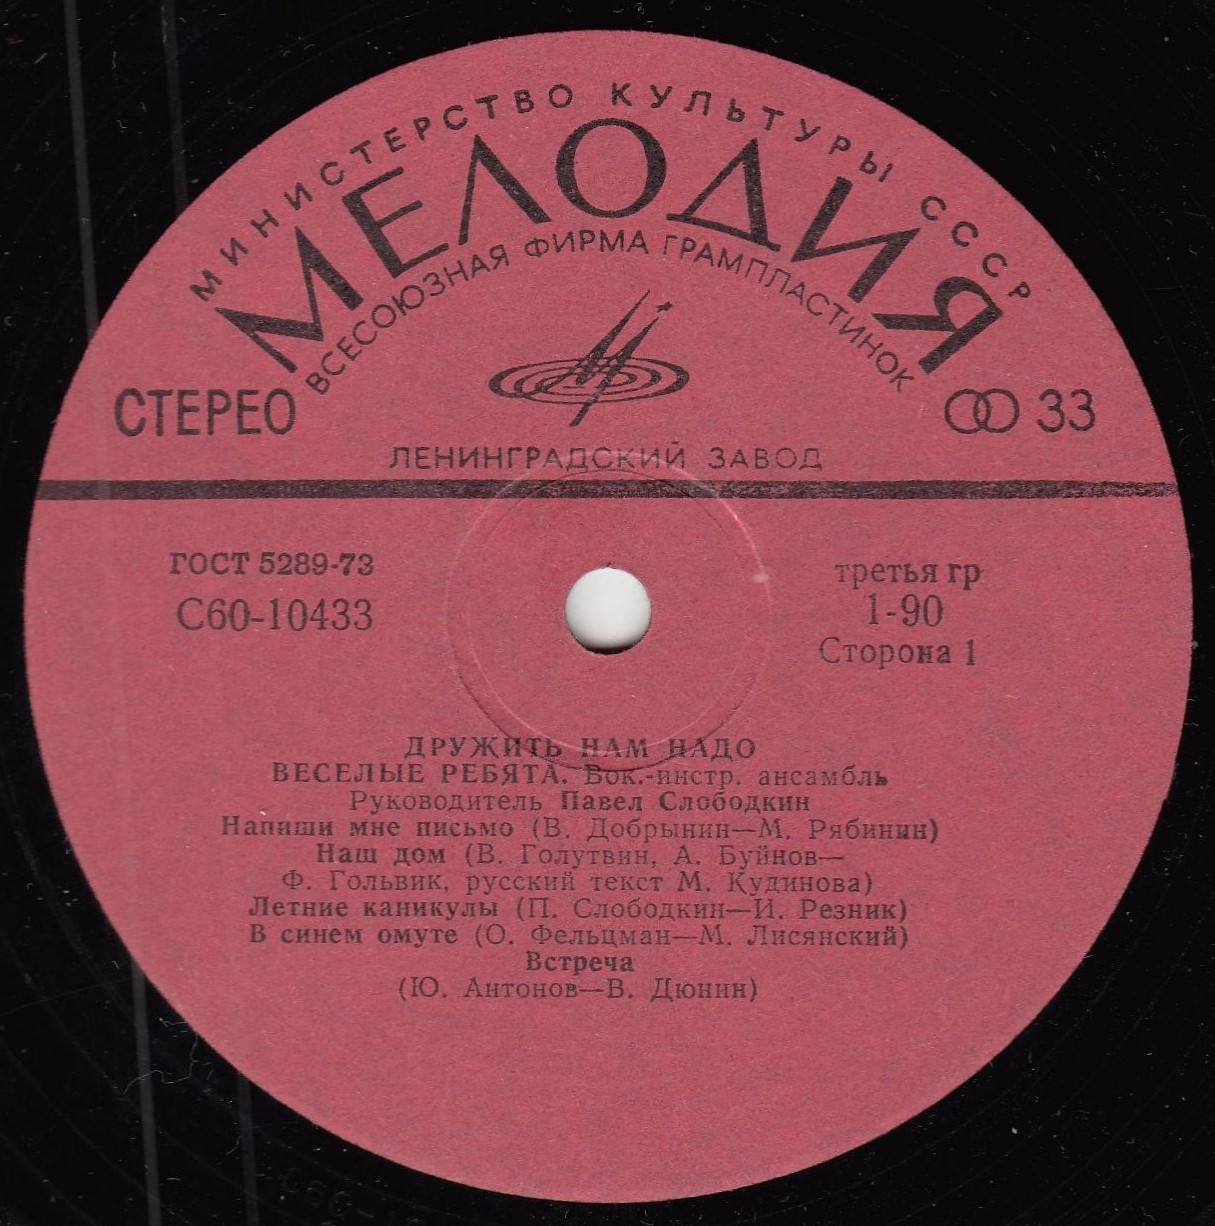 МИНИСТЕРСТВО КУЛЬТУРЫ СССР
МЕЛОДИЯ
ВСЕСОЮЗНАЯ ФИРМА ГРАМПЛАСТИНОК
СТЕРЕО
33
ЛЕНИНГРАДСКИЙ ЗАВОД
ГОСТ 5289-73
С60-10433
третья гр
1-90
Сторона 1
ДРУЖИТЬ НАМ НАДО
ВЕСЕЛЫЕ РЕБЯТА. Вок.-инстр. ансамбль
Руководитель Павел Слободкин
Напиши мне письмо (В. Добрынин—М. Рябинин)
Наш дом (В. Голутвин, А. Буйнов—
Ф. Гольвик, русский текст М. Кудинова)
Летние каникулы (П. Слободкин—И. Резник)
В синем омуте (О. Фельцман—М. Лисянский)
Встреча
(Ю. Антонов—В. Дюнин)